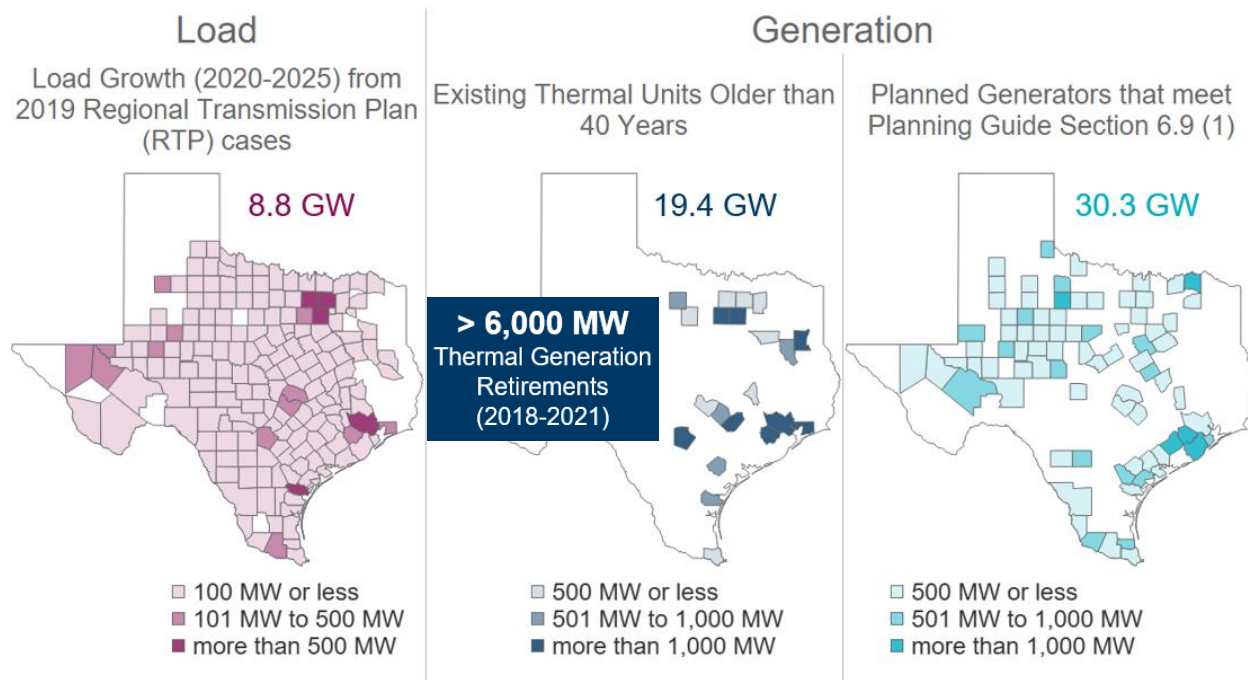 Load
Load Growth (2020-2025) from
2019 Regional Transmission Plan
(RTP) cases
8.8 GW
100 MW or less
101 MW to 500 MW
more than 500 MW
Generation
Existing Thermal Units Older than
40 Years
19.4 GW
> 6,000 MW
Thermal Generation
Retirements
(2018-2021)
500 MW or less
501 MW to 1,000 MW
more than 1,000 MW
Planned Generators that meet
Planning Guide Section 6.9 (1)
30.3 GW
500 MW or less
501 MW to 1,000 MW
more than 1,000 MW